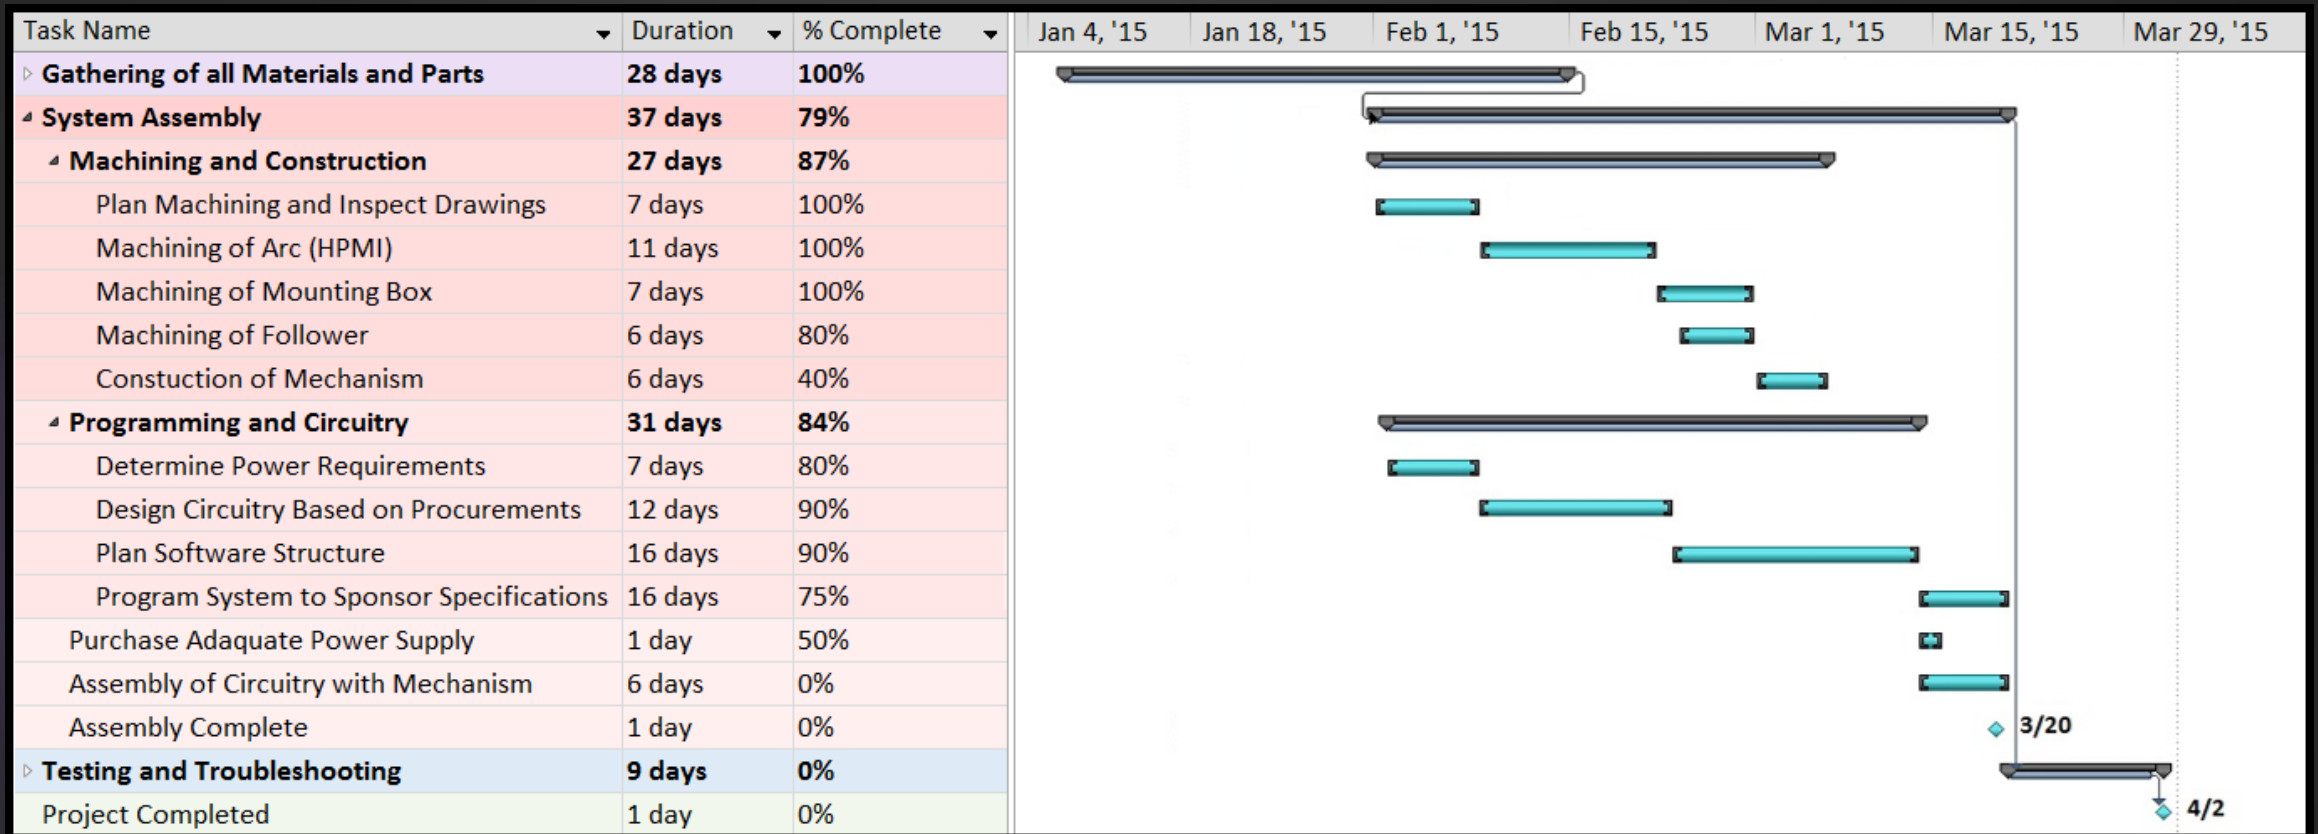 Task Name Duration % Complete Jan 4, '15 Jan 18, '15 Feb 1, '15 Feb 15, '15 Mar 1, '15 Mar 15, '15 Mar 29, '15
Gathering of all Materials and Parts 28 days 100%
System Assembly 37 days 79%
Machining and Construction 27 days 87%
Plan Machining and Inspect Drawings 7 days 100%
Machining of Arc (HPMI) 11 days 100%
Machining of Mounting Box 7 days 100%
Machining of Follower 6 days 80%
Constuction of Mechanism 6 days 40%
Programming and Circuitry 31 days 84%
Determine Power Requirements 7 days 80%
Design Circuitry Based on Procurements 12 days 90%
Plan Software Structure 16 days 90%
Program System to Sponsor Specifications 16 days 75%
Purchase Adaquate Power Supply 1 day 50%
Assembly of Circuitry with Mechanism 6 days 0%
Assembly Complete 1 day 0% 3/20
Testing and Troubleshooting 9 days 0%
Project Completed 1 day 0% 4/2